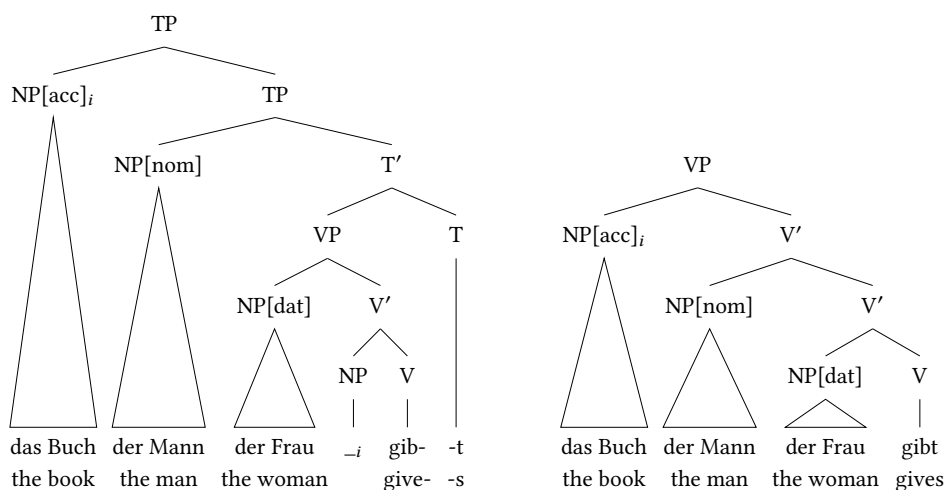 TP
NP[acc]i TP
NP[nom] T′
VP T
NP[dat] V′
NP V
das Buch der Mann der Frau _i gib- -t
the book the man the woman give- -s
VP
NP[acc]i V′
NP[nom] V′
NP[dat] V
das Buch der Mann der Frau gibt
the book the man the woman gives